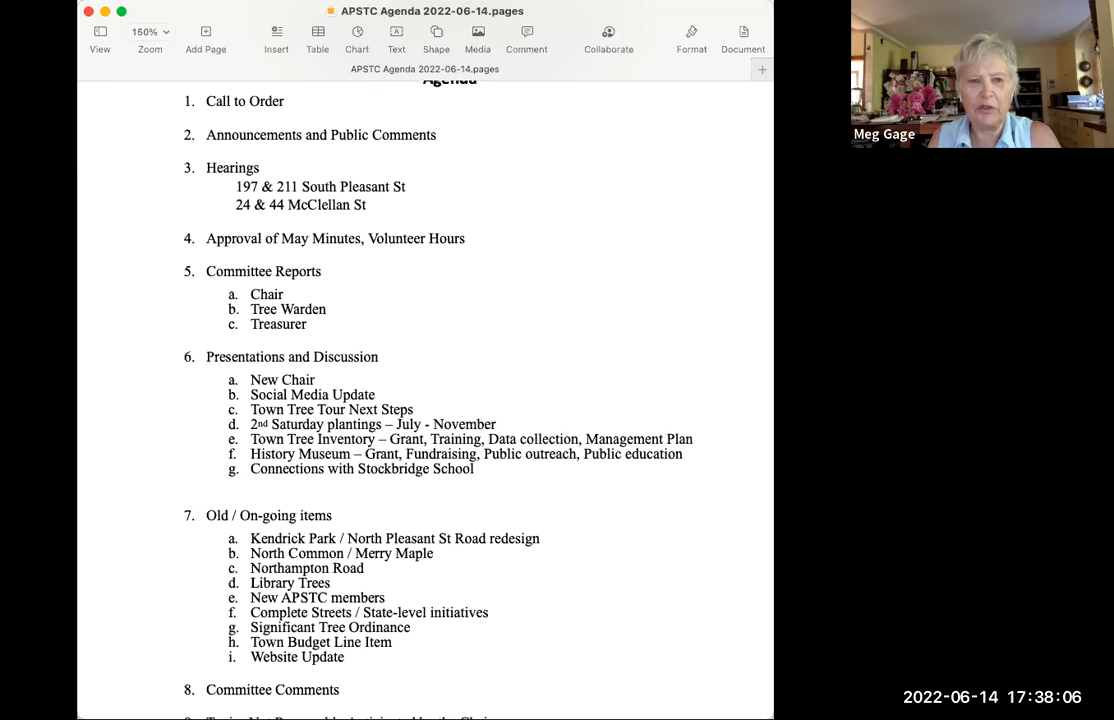 APSTC Agenda 2022-06-14.pages
150%
View
Zoom
Add Page
Insert
Table
Chart
Text
Shape
Media
Comment
Collaborate
Format
Document
APSTC Agenda 2022-06-14.pages
Agenda
1. Call to Order
2. Announcements and Public Comments
3. Hearings
197 & 211 South Pleasant St
24 & 44 McClellan St
4. Approval of May Minutes, Volunteer Hours
5. Committee Reports
a. Chair
b. Tree Warden
c. Treasurer
6. Presentations and Discussion
a. New Chair
b. Social Media Update
c. Town Tree Tour Next Steps
d. 2nd Saturday plantings – July - November
e. Town Tree Inventory – Grant, Training, Data collection, Management Plan
f. History Museum – Grant, Fundraising, Public outreach, Public education
g. Connections with Stockbridge School
7. Old / On-going items
a. Kendrick Park / North Pleasant St Road redesign
b. North Common / Merry Maple
c. Northampton Road
d. Library Trees
e. New APSTC members
f. Complete Streets / State-level initiatives
g. Significant Tree Ordinance
h. Town Budget Line Item
i. Website Update
8. Committee Comments
Meg Gage
2022-06-14 17:38:06